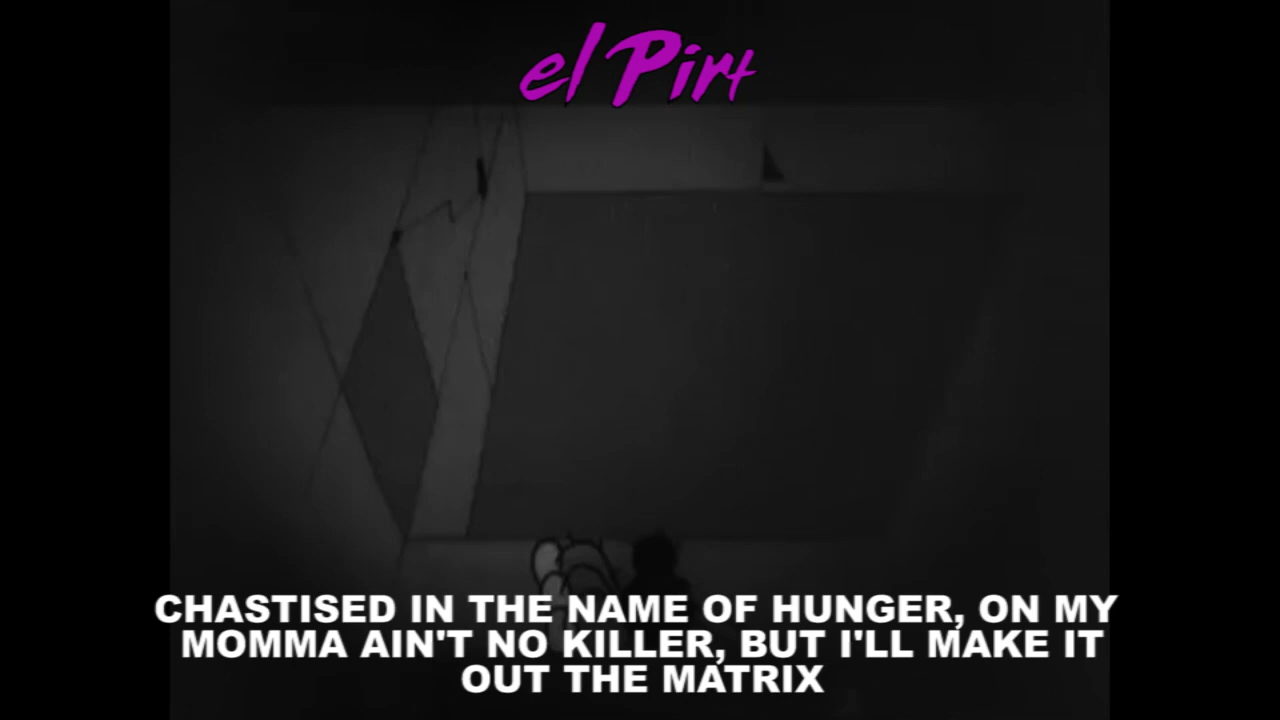 el Pirt
CHASTISED IN THE NAME OF HUNGER, ON MY
MOMMA AIN'T NO KILLER, BUT I'LL MAKE IT
OUT THE MATRIX